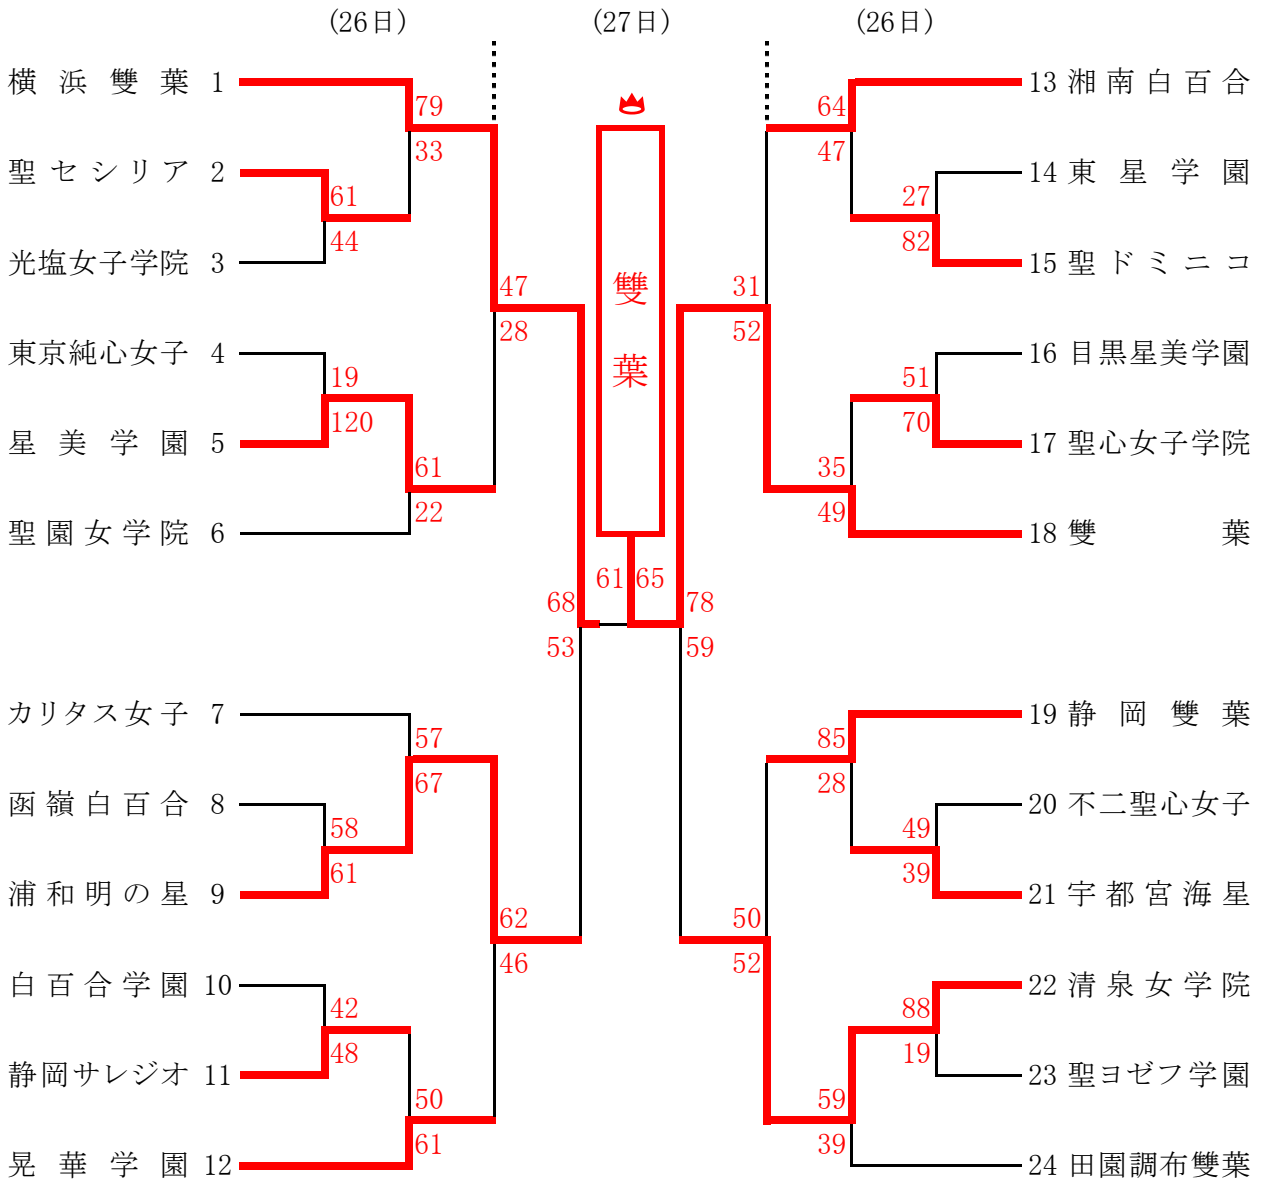 (26日) (27日) (26日)
横浜雙葉 1
79
33
聖セシリア 2
61
44
光塩女子学院 3
47
28
東京純心女子 4
19
120
星美学園 5
61
22
聖園女学院 6
カリタス女子 7
57
67
函嶺白百合 8
58
61
浦和明の星 9
62
46
白百合学園 10
42
48
静岡サレジオ 11
50
61
晃華学園 12
雙葉
61 65
68
53
78
59
13 湘南白百合
64
47
14 東星学園
27
82
15 聖ドミニコ
31
52
16 目黒星美学園
51
70
17 聖心女子学院
35
49
18 雙葉
19 静岡雙葉
85
28
20 不二聖心女子
49
39
21 宇都宮海星
50
52
22 清泉女学院
88
19
23 聖ヨゼフ学園
59
39
24 田園調布雙葉